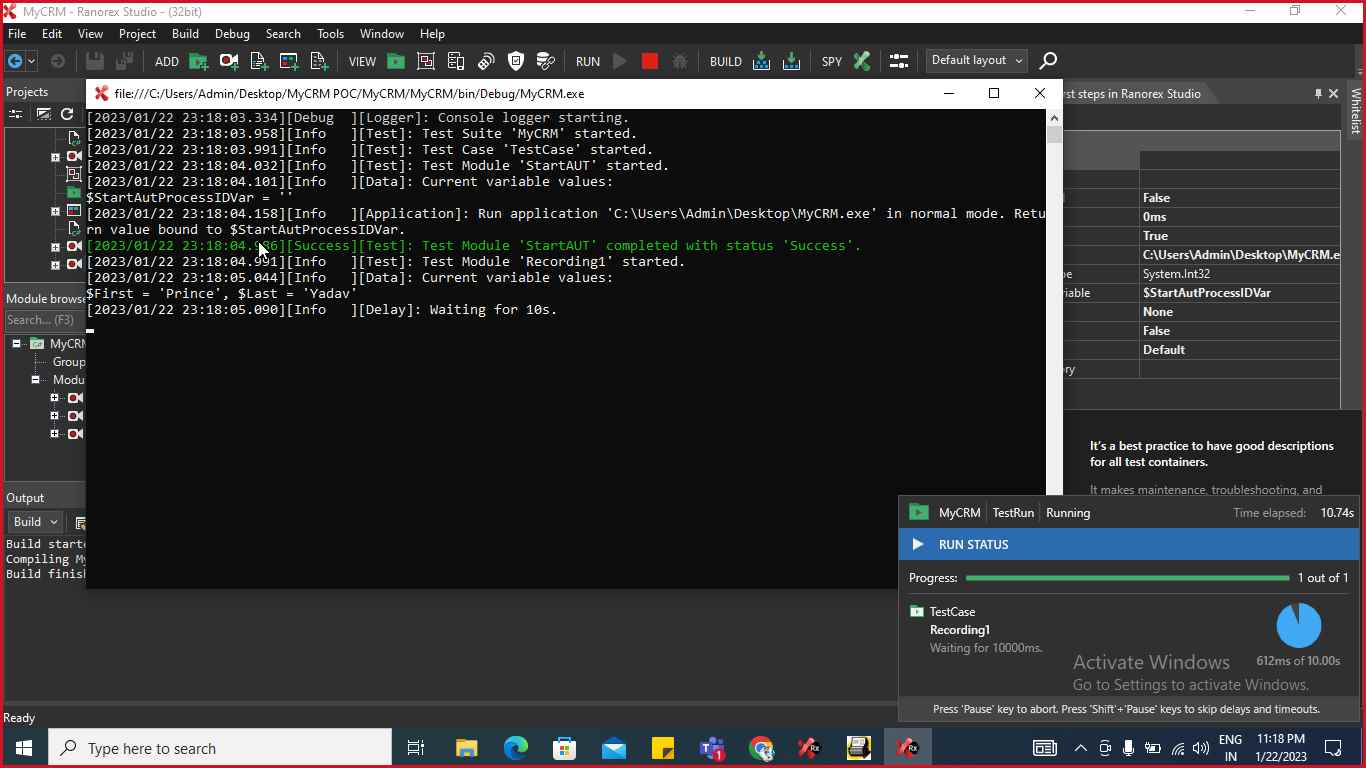 MyCRM - Ranorex Studio - (32bit)
File Edit View Project Build Debug Search Tools Window Help
ADD VIEW RUN BUILD SPY Default layout
Projects
file:///C:/Users/Admin/Desktop/MyCRM POC/MyCRM/MyCRM/bin/Debug/MyCRM.exe
rst steps in Ranorex Studio
Whitelist
[2023/01/22 23:18:03.334][Debug  ][Logger]: Console logger starting.
[2023/01/22 23:18:03.958][Info   ][Test]: Test Suite 'MyCRM' started.
[2023/01/22 23:18:03.991][Info   ][Test]: Test Case 'TestCase' started.
[2023/01/22 23:18:04.032][Info   ][Test]: Test Module 'StartAUT' started.
[2023/01/22 23:18:04.101][Info   ][Data]: Current variable values:
$StartAutProcessIDVar = ''
[2023/01/22 23:18:04.158][Info   ][Application]: Run application 'C:\Users\Admin\Desktop\MyCRM.exe' in normal mode. Retu
rn value bound to $StartAutProcessIDVar.
[2023/01/22 23:18:04.986][Success][Test]: Test Module 'StartAUT' completed with status 'Success'.
[2023/01/22 23:18:04.991][Info   ][Test]: Test Module 'Recording1' started.
[2023/01/22 23:18:05.044][Info   ][Data]: Current variable values:
$First = 'Prince', $Last = 'Yadav'
[2023/01/22 23:18:05.090][Info   ][Delay]: Waiting for 10s.
False
0ms
True
C:\Users\Admin\Desktop\MyCRM.e
pe System.Int32
riable $StartAutProcessIDVar
None
False
Default
ory
Module browse
Search... (F3)
MyCRM
Group
Modu
It's a best practice to have good descriptions
for all test containers.
It makes maintenance, troubleshooting, and
Output
Build
Build starte
Compiling My
Build finish
MyCRM TestRun Running Time elapsed: 10.74s
RUN STATUS
Progress: 1 out of 1
TestCase
Recording1
Waiting for 10000ms.
612ms of 10.00s
Activate Windows
Go to Settings to activate Windows.
Press 'Pause' key to abort. Press 'Shift'+'Pause' keys to skip delays and timeouts.
Ready
Type here to search
1
Rx
Rx
ENG
IN
11:18 PM
1/22/2023